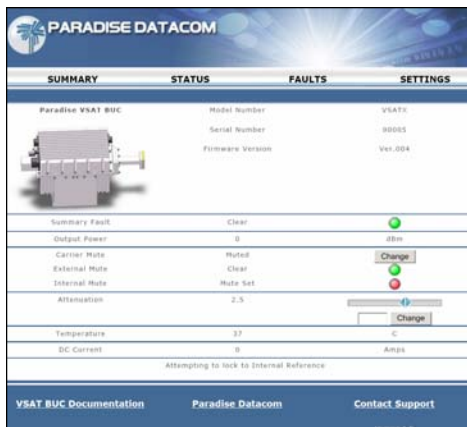 PARADISE DATACOM
SUMMARY STATUS FAULTS SETTINGS
Paradise VSAT BUC Model Number VSATX
Serial Number 00005
Firmware Version Ver.004
Summary Fault Clear
Output Power 0 dBm
Carrier Mute Muted Change
External Mute Clear
Internal Mute Mute Set
Attenuation 2.5
Change
Temperature 37 C
DC Current 0 Amps
Attempting to lock to Internal Reference
VSAT BUC Documentation Paradise Datacom Contact Support